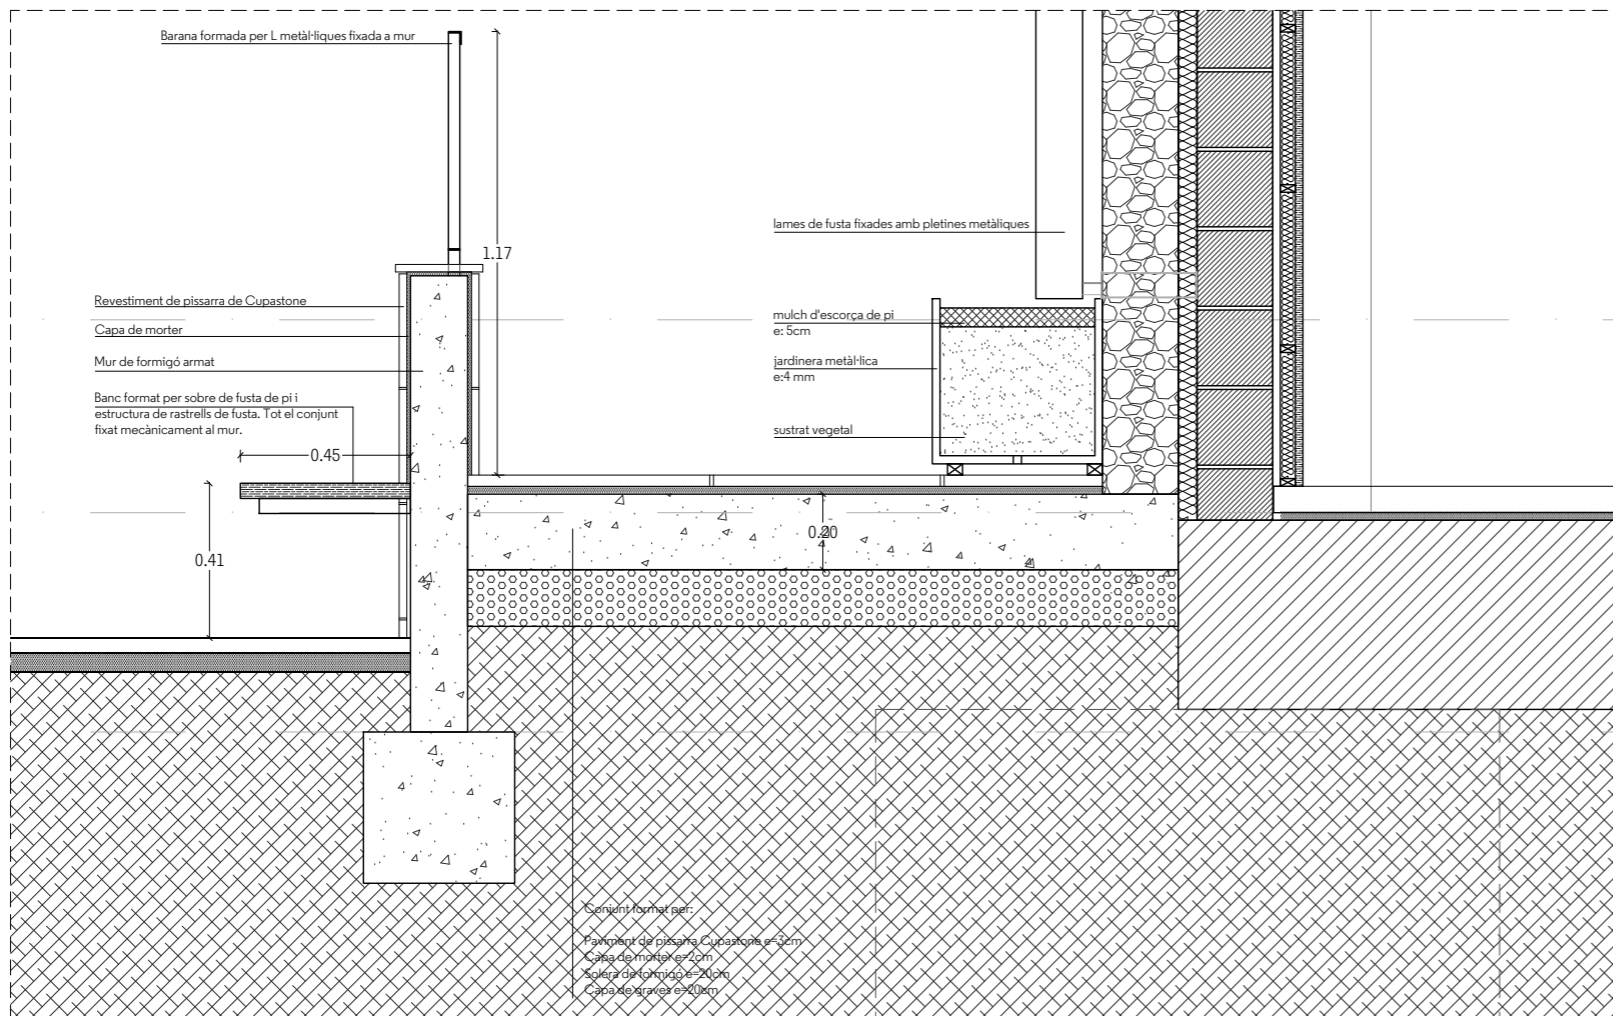 Barana formada per L metàl·liques fixada a mur
1.17
lames de fusta fixades amb pletines metàliques
Revestiment de pissarra de Cupastone
Capa de morter
Mur de formigó armat
Banc format per sobre de fusta de pi i
estructura de rastrells de fusta. Tot el conjunt
fixat mecànicament al mur.
mulch d'escorça de pi
e: 5cm
jardinera metàl·lica
e:4 mm
sustrat vegetal
0.45
0.41
0.20
Conjunt format per:
Paviment de pissarra Cupastone e=3cm
Capa de morter e=2cm
Solera de formigó e=20cm
Capa de graves e=20cm